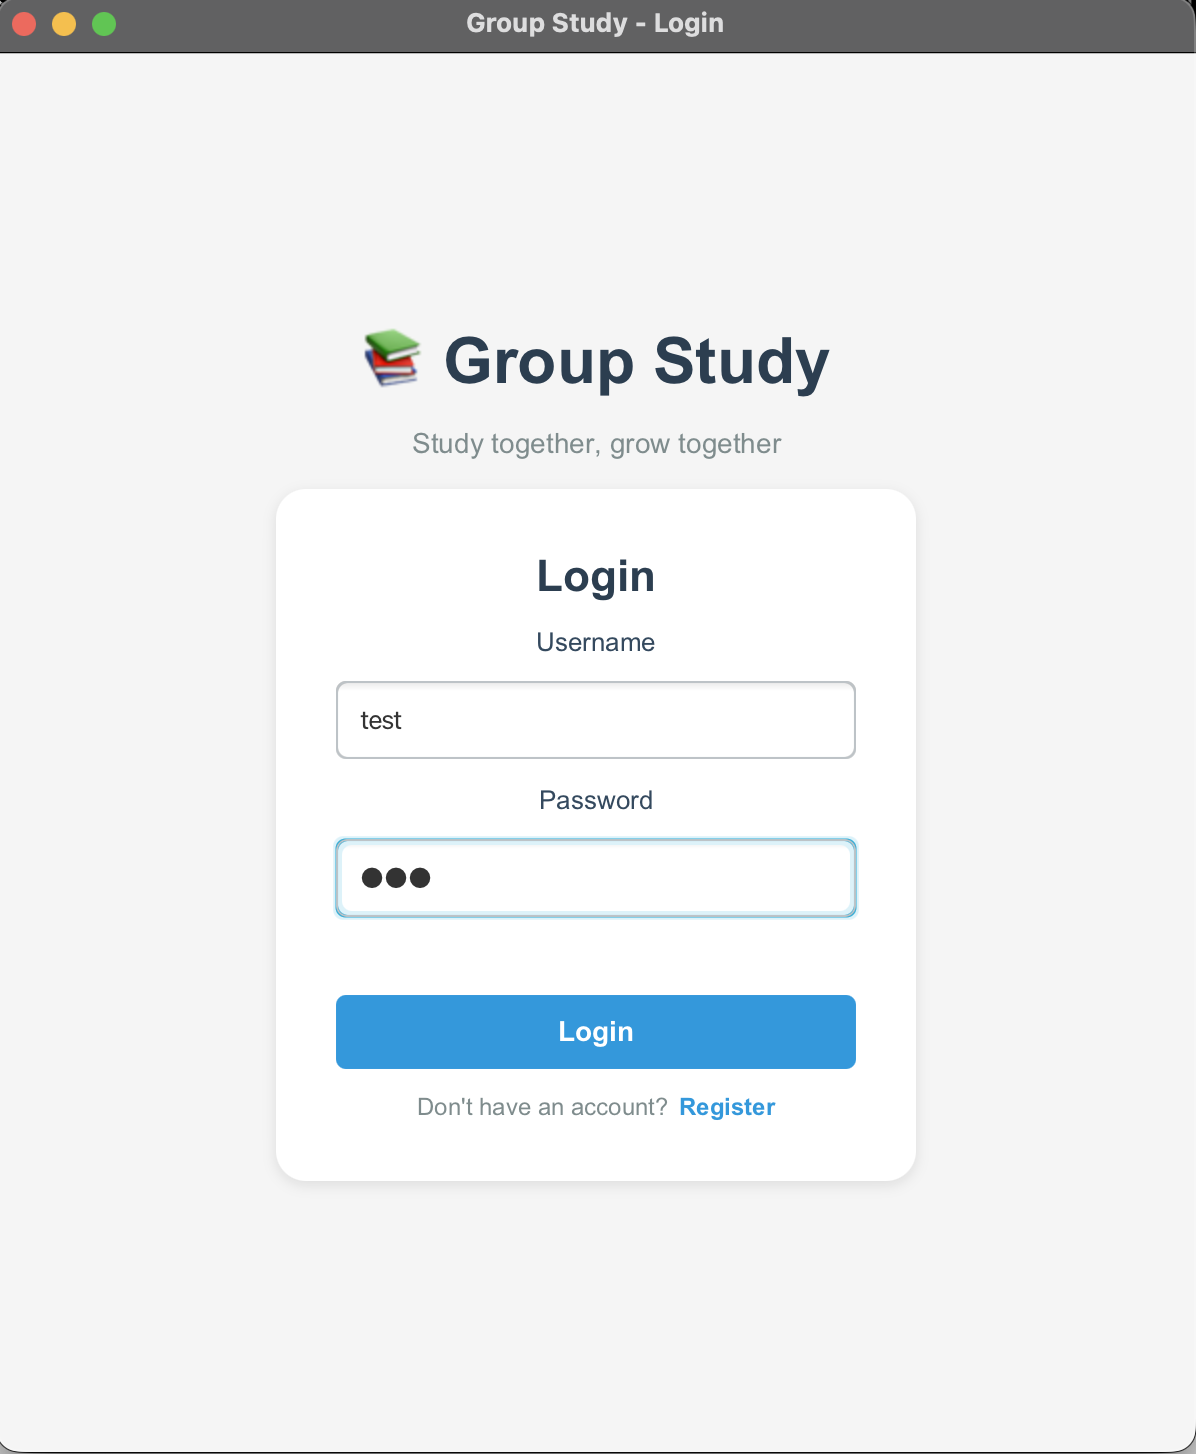 Group Study - Login
Group Study
Study together, grow together
Login
Username
test
Password
●●●
Login
Don't have an account? Register